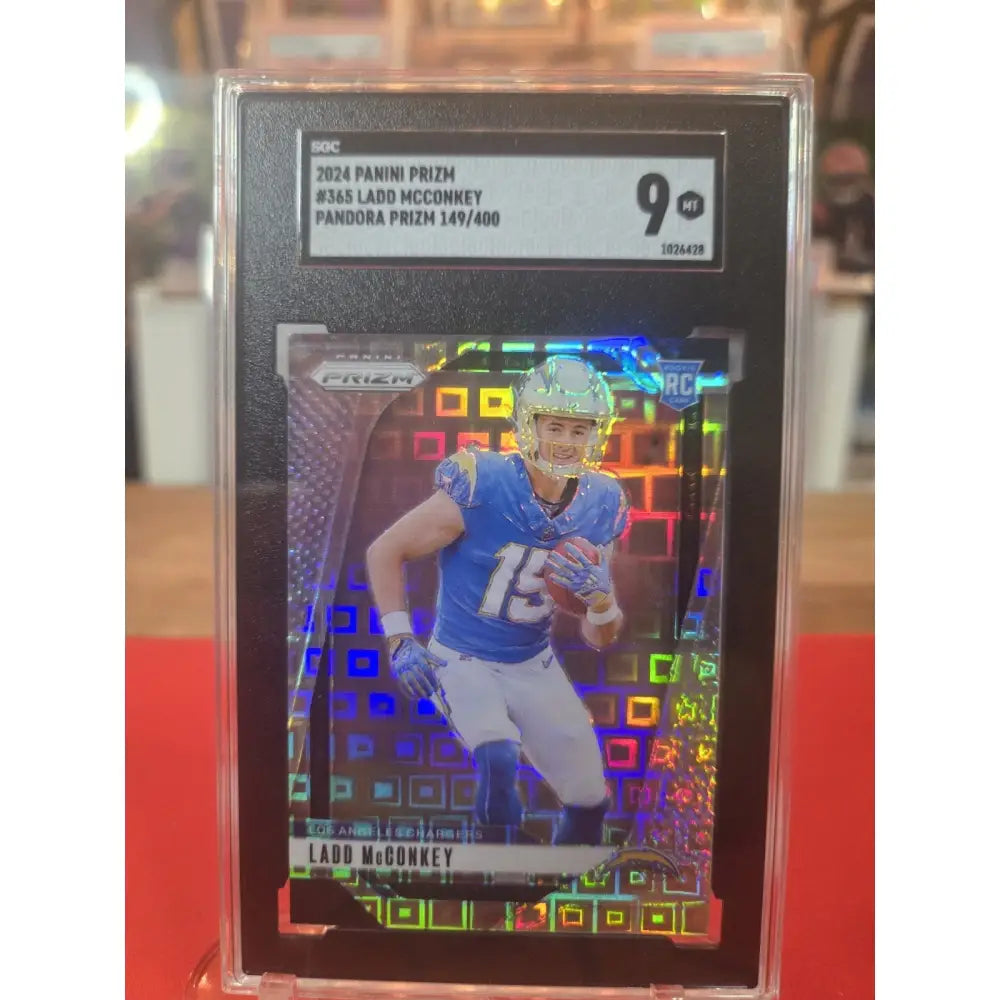 SGC
2024 PANINI PRIZM
#365 LADD MCCONKEY
PANDORA PRIZM 149/400
9 MT
1026428
PANINI
PRIZM
ROOKIE
RC
CARD
15
LOS ANGELES CHARGERS
LADD McCONKEY